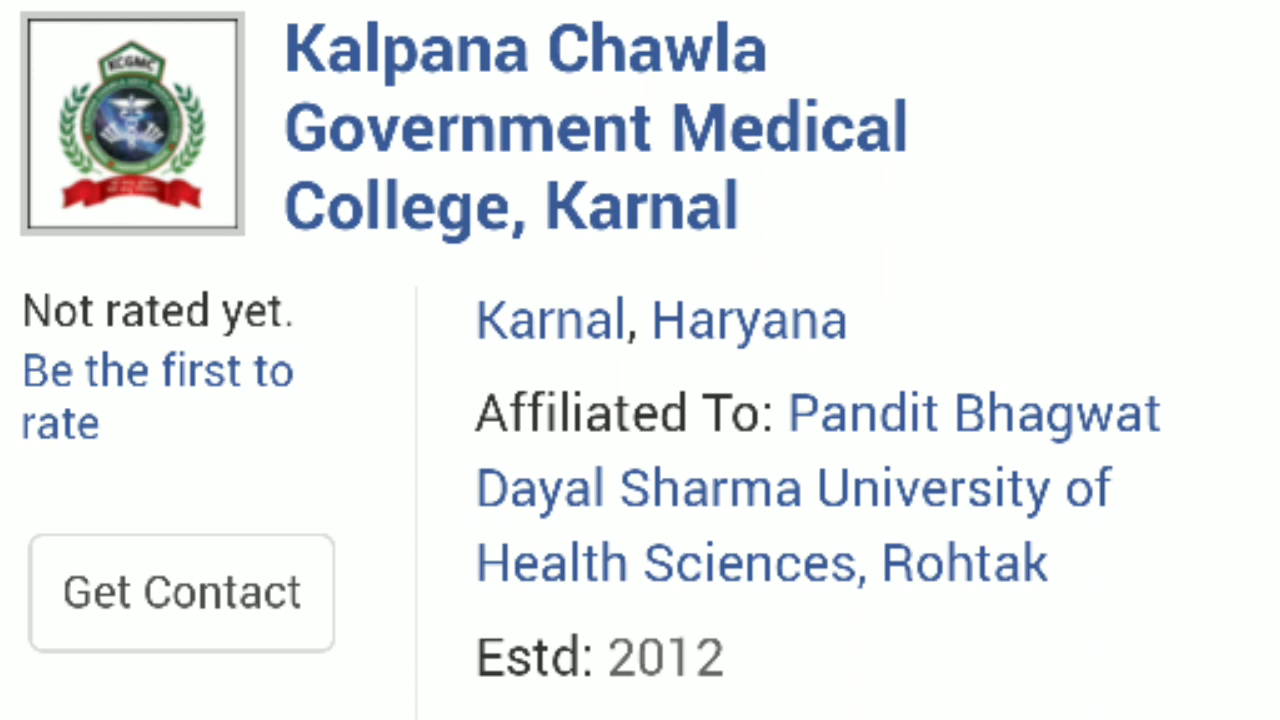 KCGMC
Kalpana Chawla
Government Medical
College, Karnal
Not rated yet.
Be the first to
rate
Get Contact
Karnal, Haryana
Affiliated To: Pandit Bhagwat
Dayal Sharma University of
Health Sciences, Rohtak
Estd: 2012